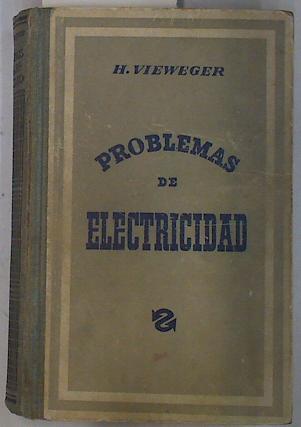 H. VIEWEGER
PROBLEMAS
DE
ELECTRICIDAD